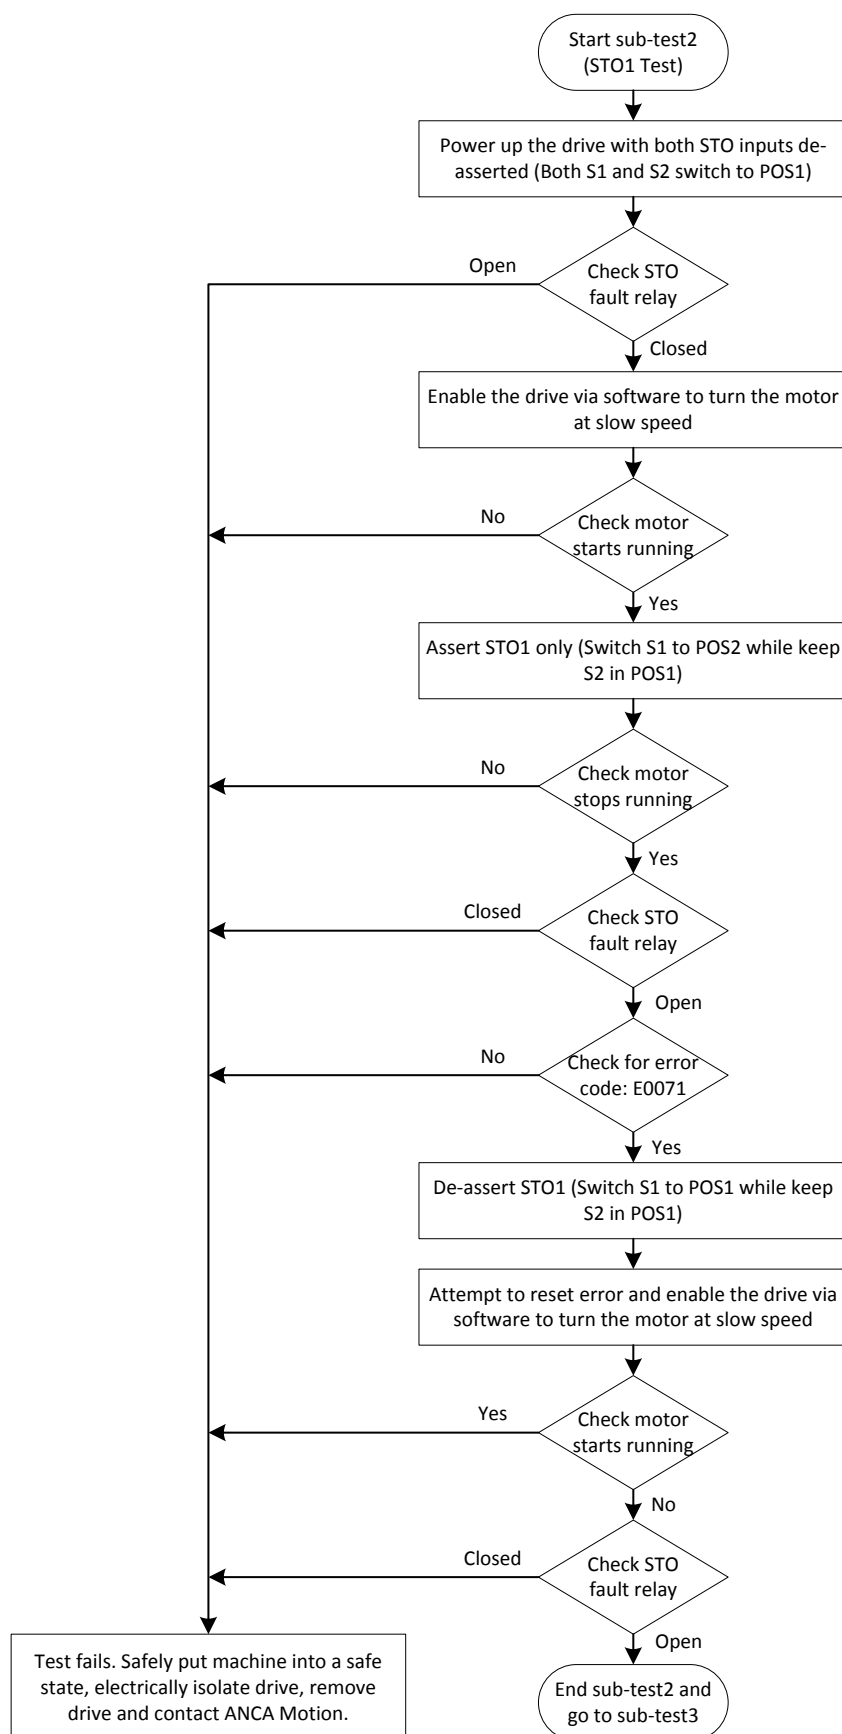 Start sub-test2
(STO1 Test)
Power up the drive with both STO inputs de-
asserted (Both S1 and S2 switch to POS1)
Open
Check STO
fault relay
Closed
Enable the drive via software to turn the motor
at slow speed
No
Check motor
starts running
Yes
Assert STO1 only (Switch S1 to POS2 while keep
S2 in POS1)
No
Check motor
stops running
Yes
Closed
Check STO
fault relay
Open
No
Check for error
code: E0071
Yes
De-assert STO1 (Switch S1 to POS1 while keep
S2 in POS1)
Attempt to reset error and enable the drive via
software to turn the motor at slow speed
Yes
Check motor
starts running
No
Closed
Check STO
fault relay
Open
Test fails. Safely put machine into a safe
state, electrically isolate drive, remove
drive and contact ANCA Motion.
End sub-test2 and
go to sub-test3